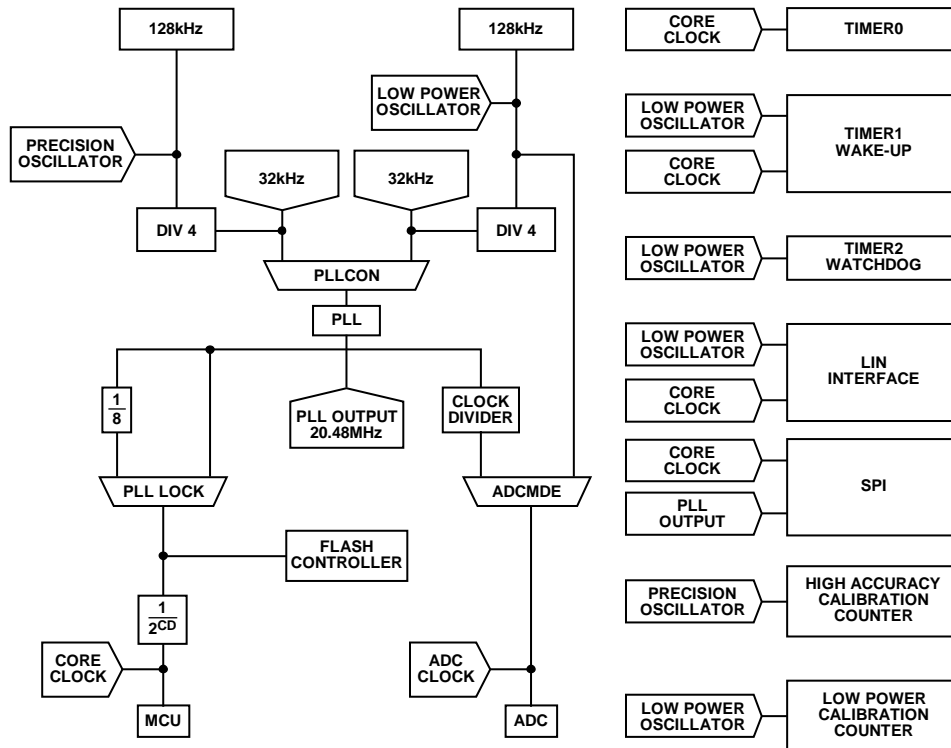 128kHz
128kHz
LOW POWER
OSCILLATOR
PRECISION
OSCILLATOR
32kHz
32kHz
DIV 4
DIV 4
PLLCON
PLL
1
8
PLL OUTPUT
20.48MHz
CLOCK
DIVIDER
PLL LOCK
ADCMDE
FLASH
CONTROLLER
1
2CD
CORE
CLOCK
ADC
CLOCK
MCU
ADC
CORE
CLOCK
TIMER0
LOW POWER
OSCILLATOR
CORE
CLOCK
TIMER1
WAKE-UP
LOW POWER
OSCILLATOR
TIMER2
WATCHDOG
LOW POWER
OSCILLATOR
CORE
CLOCK
LIN
INTERFACE
CORE
CLOCK
PLL
OUTPUT
SPI
PRECISION
OSCILLATOR
HIGH ACCURACY
CALIBRATION
COUNTER
LOW POWER
OSCILLATOR
LOW POWER
CALIBRATION
COUNTER